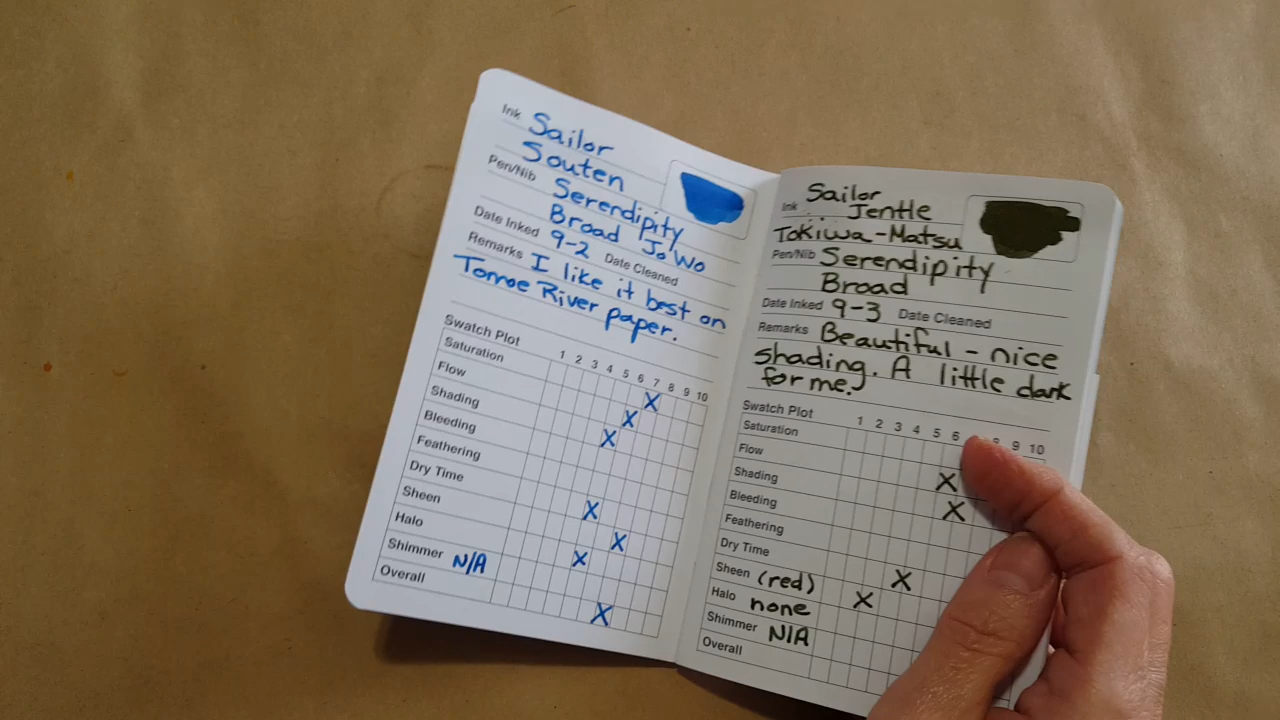 Ink Sailor
Souten
Pen/Nib Serendipity
Broad JoWo
Date Inked 9-2 Date Cleaned
Remarks I like it best on
Tomoe River paper.
Swatch Plot 1 2 3 4 5 6 7 8 9 10
Saturation X
Flow X
Shading X
Bleeding
Feathering
Dry Time X
Sheen X
Halo X
Shimmer N/A
Overall X
Sailor
Ink Jentle
Tokiwa-Matsu
Pen/Nib Serendipity
Broad
Date Inked 9-3 Date Cleaned
Remarks Beautiful - nice
shading. A little dark
for me.
Swatch Plot 1 2 3 4 5 6 8 9 10
Saturation
Flow X
Shading X
Bleeding
Feathering
Dry Time X
Sheen (red) X
Halo none
Shimmer N/A
Overall